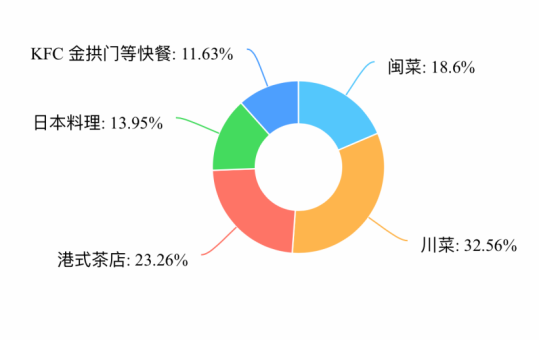 KFC 金拱门等快餐: 11.63%
闽菜: 18.6%
日本料理: 13.95%
川菜: 32.56%
港式茶店: 23.26%